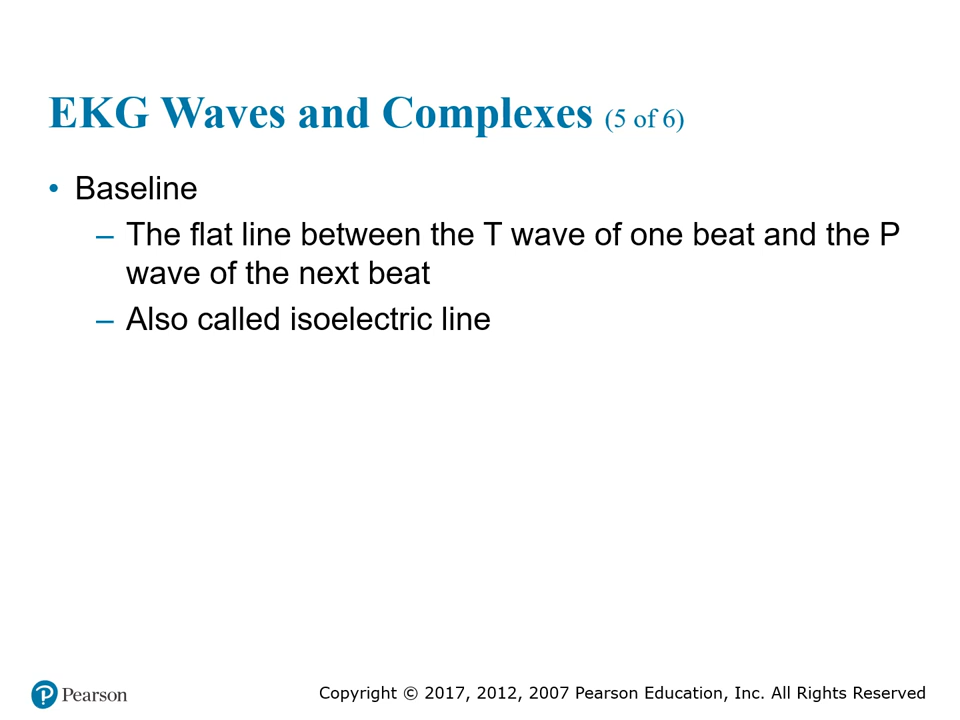 EKG Waves and Complexes (5 of 6)
• Baseline
– The flat line between the T wave of one beat and the P
wave of the next beat
– Also called isoelectric line
Pearson
Copyright © 2017, 2012, 2007 Pearson Education, Inc. All Rights Reserved